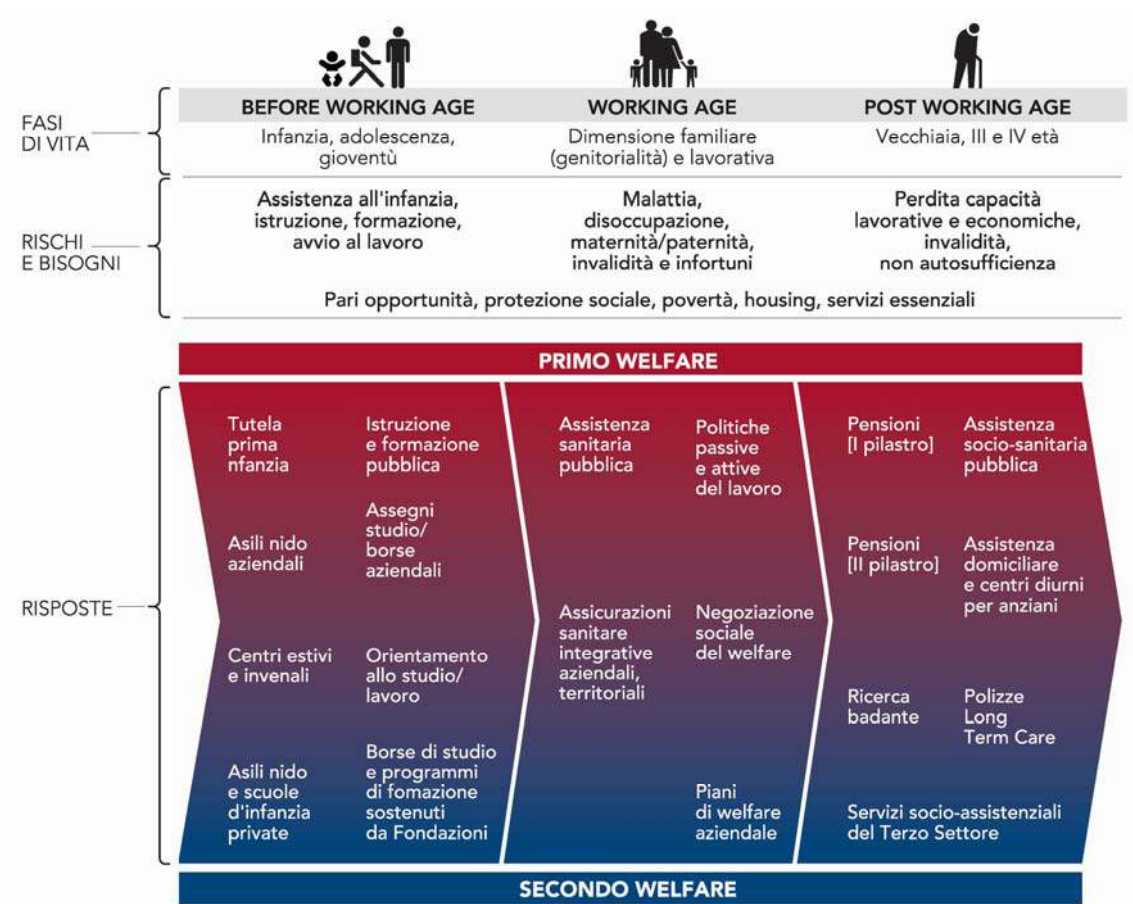 BEFORE WORKING AGE
WORKING AGE
POST WORKING AGE
FASI
DI VITA
Infanzia, adolescenza,
gioventù
Dimensione familiare
(genitorialità) e lavorativa
Vecchiaia, III e IV età
RISCHI
E BISOGNI
Assistenza all'infanzia,
istruzione, formazione,
avvio al lavoro
Malattia,
disoccupazione,
maternità/paternità,
invalidità e infortuni
Perdita capacità
lavorative e economiche,
invalidità,
non autosufficienza
Pari opportunità, protezione sociale, povertà, housing, servizi essenziali
PRIMO WELFARE
RISPOSTE
Tutela
prima
nfanzia
Istruzione
e formazione
pubblica
Asili nido
aziendali
Assegni
studio/
borse
aziendali
Centri estivi
e invenali
Orientamento
allo studio/
lavoro
Asili nido
e scuole
d'infanzia
private
Borse di studio
e programmi
di fomazione
sostenuti
da Fondazioni
Assistenza
sanitaria
pubblica
Politiche
passive
e attive
del lavoro
Assicurazioni
sanitare
integrative
aziendali,
territoriali
Negoziazione
sociale
del welfare
Piani
di welfare
aziendale
Pensioni
[I pilastro]
Assistenza
socio-sanitaria
pubblica
Pensioni
[II pilastro]
Assistenza
domiciliare
e centri diurni
per anziani
Ricerca
badante
Polizze
Long
Term Care
Servizi socio-assistenziali
del Terzo Settore
SECONDO WELFARE